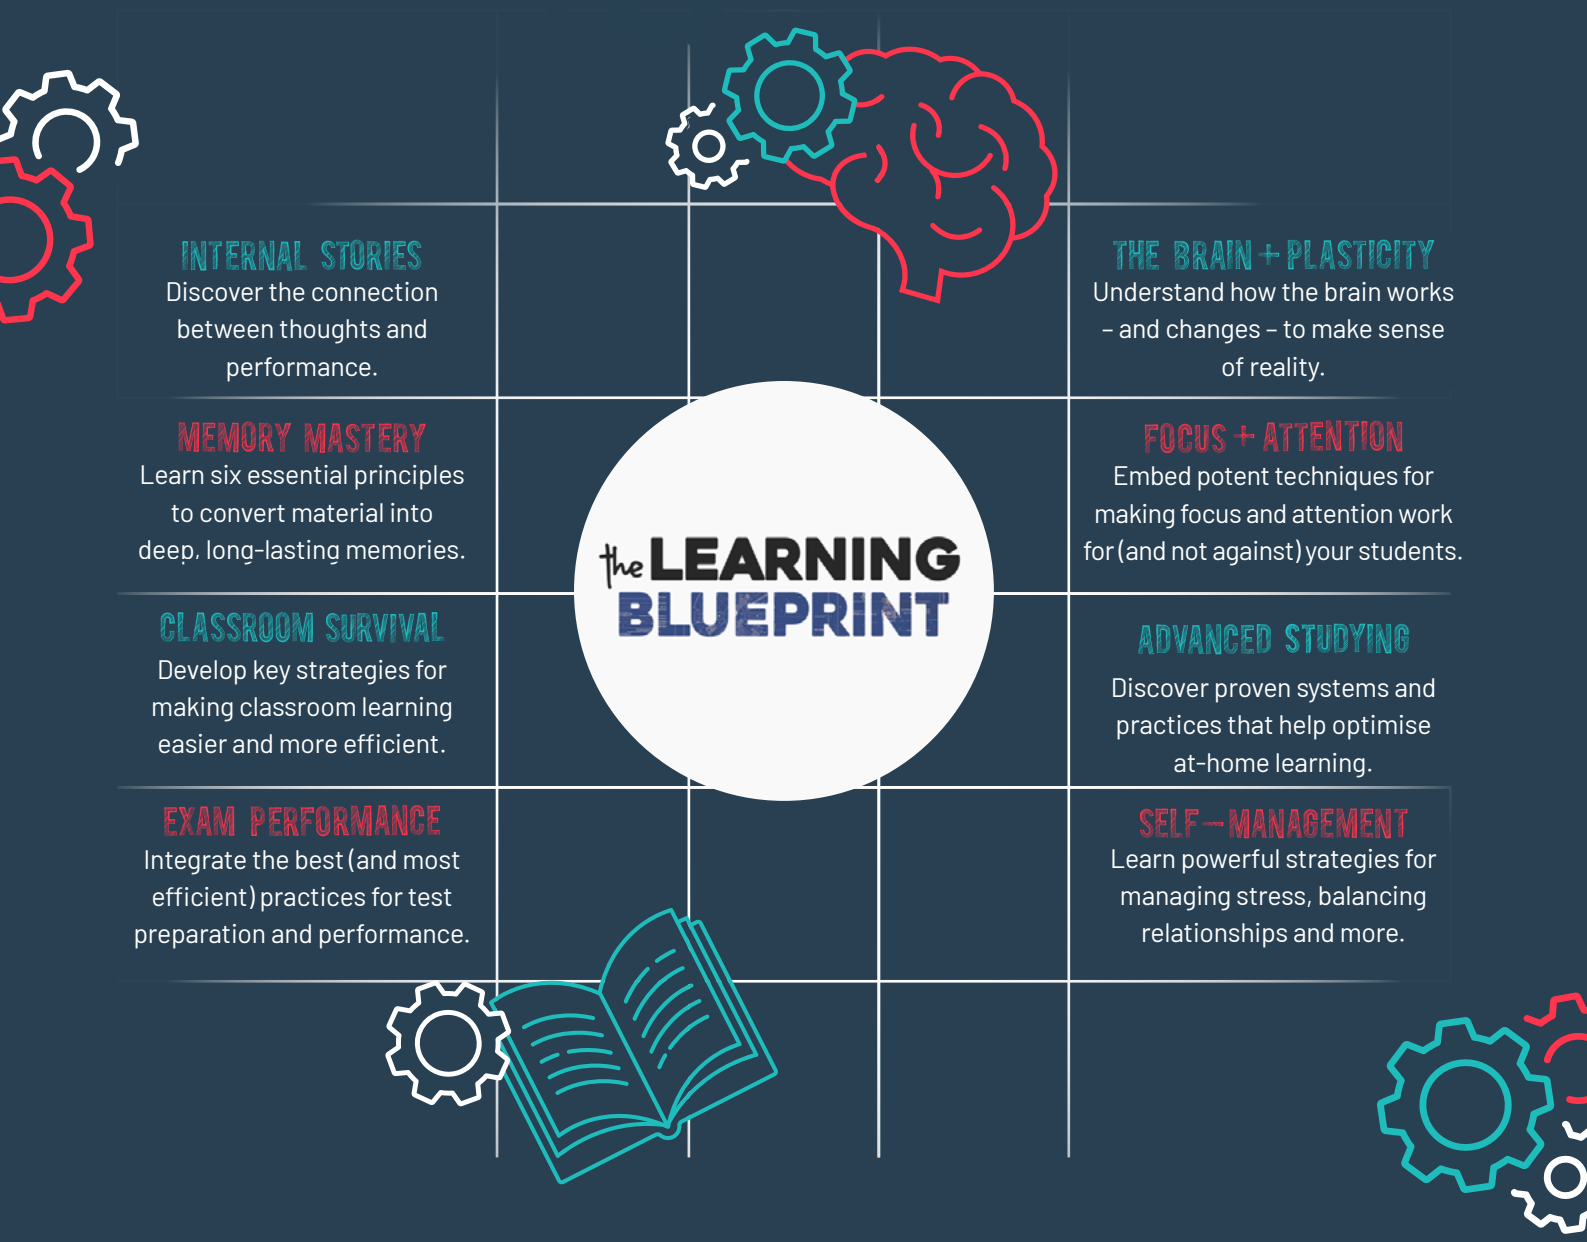 INTERNAL STORIES
Discover the connection
between thoughts and
performance.
MEMORY MASTERY
Learn six essential principles
to convert material into
deep, long-lasting memories.
CLASSROOM SURVIVAL
Develop key strategies for
making classroom learning
easier and more efficient.
EXAM PERFORMANCE
Integrate the best (and most
efficient) practices for test
preparation and performance.
the LEARNING
BLUEPRINT
THE BRAIN + PLASTICITY
Understand how the brain works
– and changes – to make sense
of reality.
FOCUS + ATTENTION
Embed potent techniques for
making focus and attention work
for (and not against) your students.
ADVANCED STUDYING
Discover proven systems and
practices that help optimise
at-home learning.
SELF-MANAGEMENT
Learn powerful strategies for
managing stress, balancing
relationships and more.